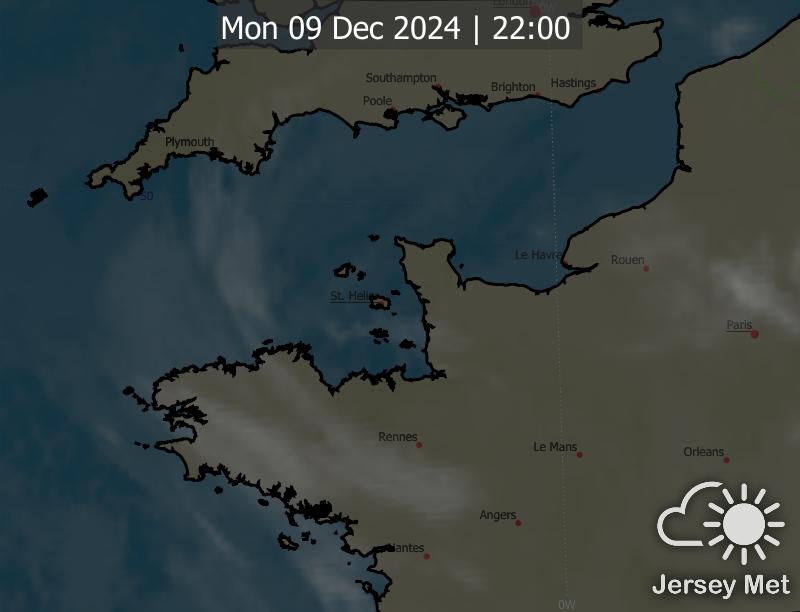 London
0W
Mon 09 Dec 2024 | 22:00
Southampton
Brighton
Hastings
Poole
Plymouth
50
Le Havre
Rouen
St. Helier
Paris
Rennes
Le Mans
Orleans
Angers
Nantes
Jersey Met
0W